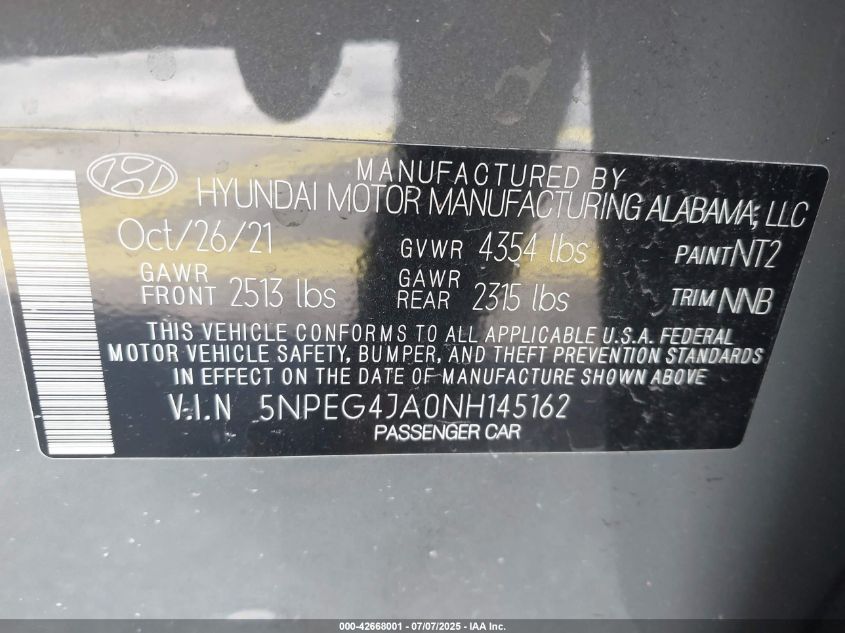 MANUFACTURED BY
HYUNDAI MOTOR MANUFACTURING ALABAMA, LLC
Oct/26/21 GVWR 4354 lbs PAINT NT2
GAWR FRONT 2513 lbs GAWR REAR 2315 lbs TRIM NNB
THIS VEHICLE CONFORMS TO ALL APPLICABLE U.S.A. FEDERAL
MOTOR VEHICLE SAFETY, BUMPER, AND THEFT PREVENTION STANDARDS
IN EFFECT ON THE DATE OF MANUFACTURE SHOWN ABOVE
V.I.N 5NPEG4JA0NH145162
PASSENGER CAR
000-42668001 - 07/07/2025 - IAA Inc.